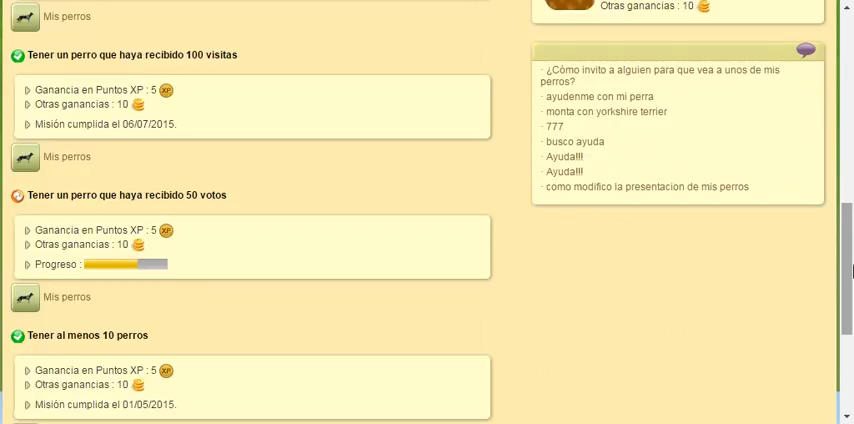 Mis perros
Tener un perro que haya recibido 100 visitas
Ganancia en Puntos XP : 5 XP
Otras ganancias : 10
Misión cumplida el 06/07/2015.
Mis perros
Tener un perro que haya recibido 50 votos
Ganancia en Puntos XP : 5 XP
Otras ganancias : 10
Progreso :
Mis perros
Tener al menos 10 perros
Ganancia en Puntos XP : 5 XP
Otras ganancias : 10
Misión cumplida el 01/05/2015.
Otras ganancias : 10
· ¿Cómo invito a alguien para que vea a unos de mis
perros?
· ayudenme con mi perra
· monta con yorkshire terrier
· 777
· busco ayuda
· Ayuda!!!
· Ayuda!!!
· como modifico la presentacion de mis perros